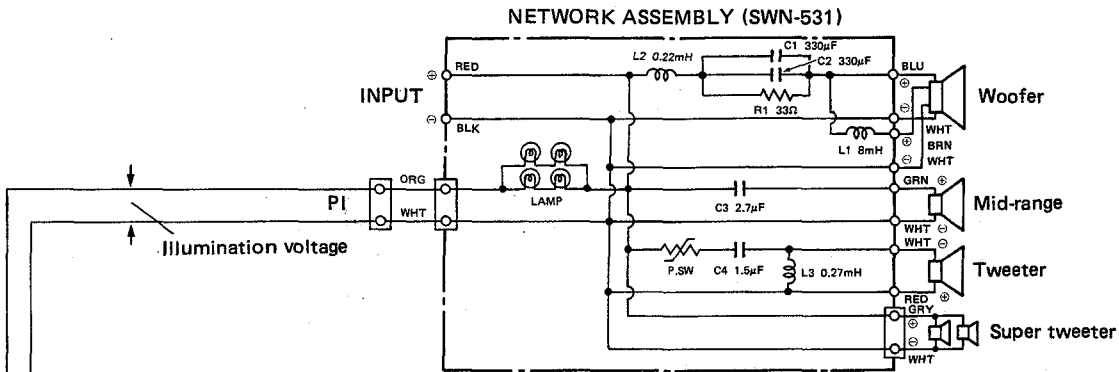 NETWORK ASSEMBLY (SWN-531)
L2 0.22mH
C1 330μF
C2 330μF
R1 33Ω
RED
BLU
⊕
⊕
INPUT
⊖
Woofer
⊖
BLK
WHT
L1 8mH
⊕
BRN
⊖
WHT
ORG
LAMP
GRN
⊕
PI
C3 2.7μF
Mid-range
WHT
WHT
⊖
Illumination voltage
WHT
⊖
P.SW
C4 1.5μF
L3 0.27mH
Tweeter
RED
⊕
GRY
⊕
Super tweeter
⊖
WHT